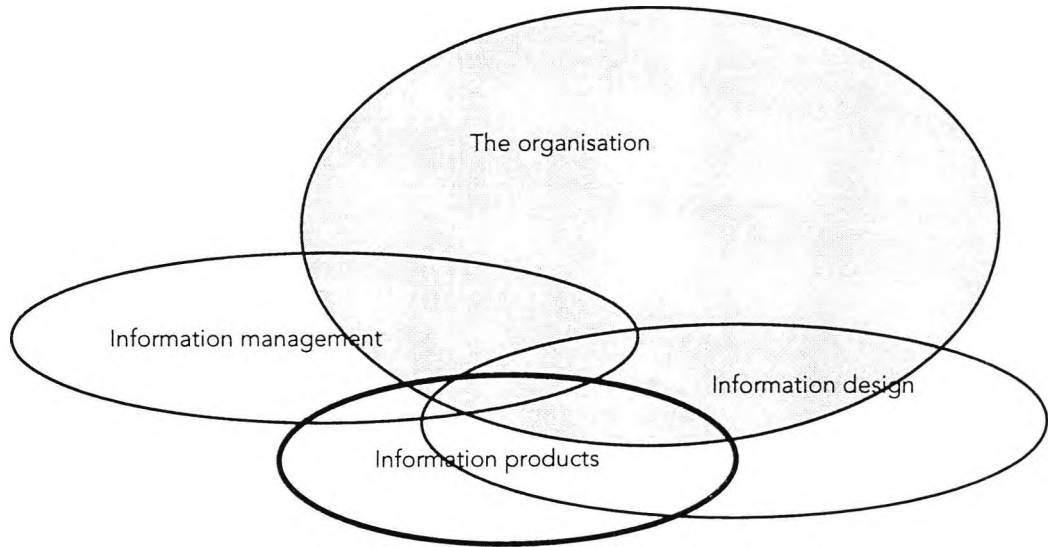 The organisation
Information management
Information design
Information products